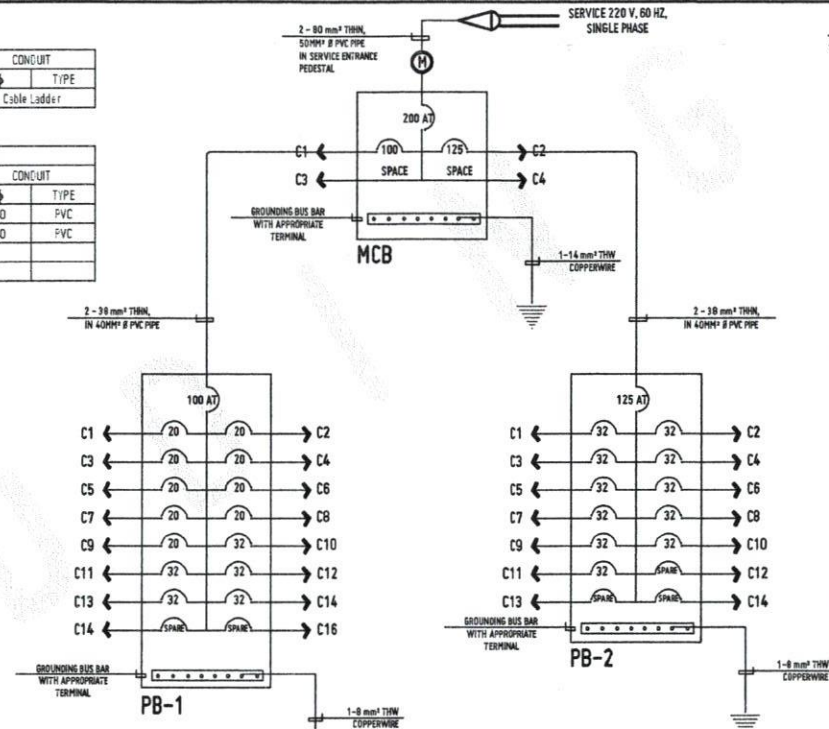 SERVICE 220 V, 60 HZ,
SINGLE PHASE
2 - 80 mm² THHN,
50MM² Ø PVC PIPE
IN SERVICE ENTRANCE
PEDESTAL
M
CONDUIT
TYPE
Cable Ladder
CONDUIT
TYPE
0 PVC
0 PVC
200 AT
C1 100 125 C2
SPACE SPACE
C3 C4
GROUNDING BUS BAR
WITH APPROPRIATE
TERMINAL
MCB
1-14 mm² THW
COPPERWIRE
2 - 38 mm² THHN,
IN 40MM² Ø PVC PIPE
100 AT
C1 20 20 C2
C3 20 20 C4
C5 20 20 C6
C7 20 20 C8
C9 20 32 C10
C11 32 32 C12
C13 32 32 C14
C14 SPARE SPARE C16
GROUNDING BUS BAR
WITH APPROPRIATE
TERMINAL
PB-1
1-8 mm² THW
COPPERWIRE
2 - 38 mm² THHN,
IN 40MM² Ø PVC PIPE
125 AT
C1 32 32 C2
C3 32 32 C4
C5 32 32 C6
C7 32 32 C8
C9 32 32 C10
C11 32 SPARE C12
C13 SPARE SPARE C14
GROUNDING BUS BAR
WITH APPROPRIATE
TERMINAL
PB-2
1-8 mm² THW
COPPERWIRE